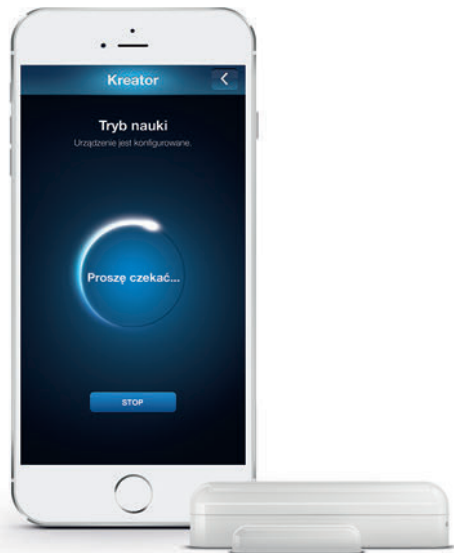 Kreator
Tryb nauki
Urządzenie jest konfigurowane.
Proszę czekać...
STOP